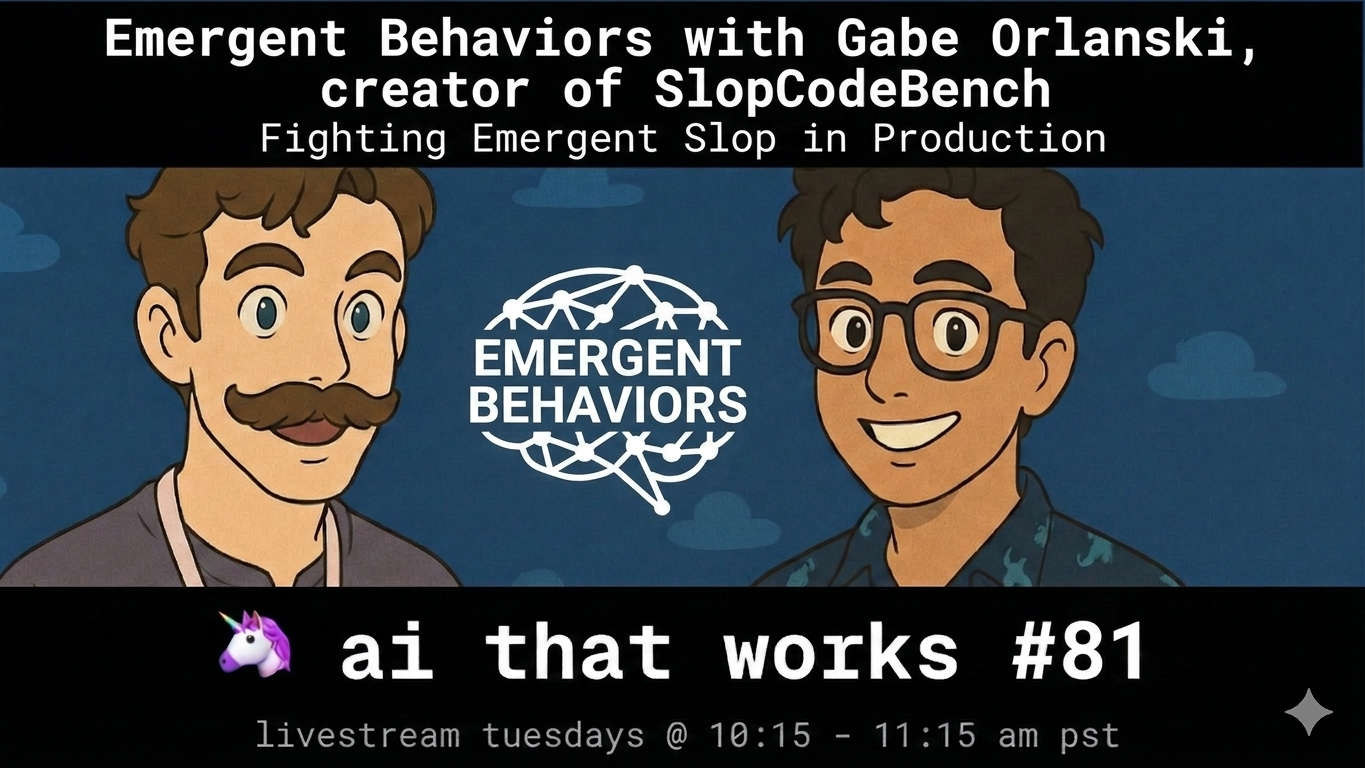 Emergent Behaviors with Gabe Orlanski,
creator of SlopCodeBench
Fighting Emergent Slop in Production
EMERGENT
BEHAVIORS
🦄 ai that works #81
livestream tuesdays @ 10:15 - 11:15 am pst